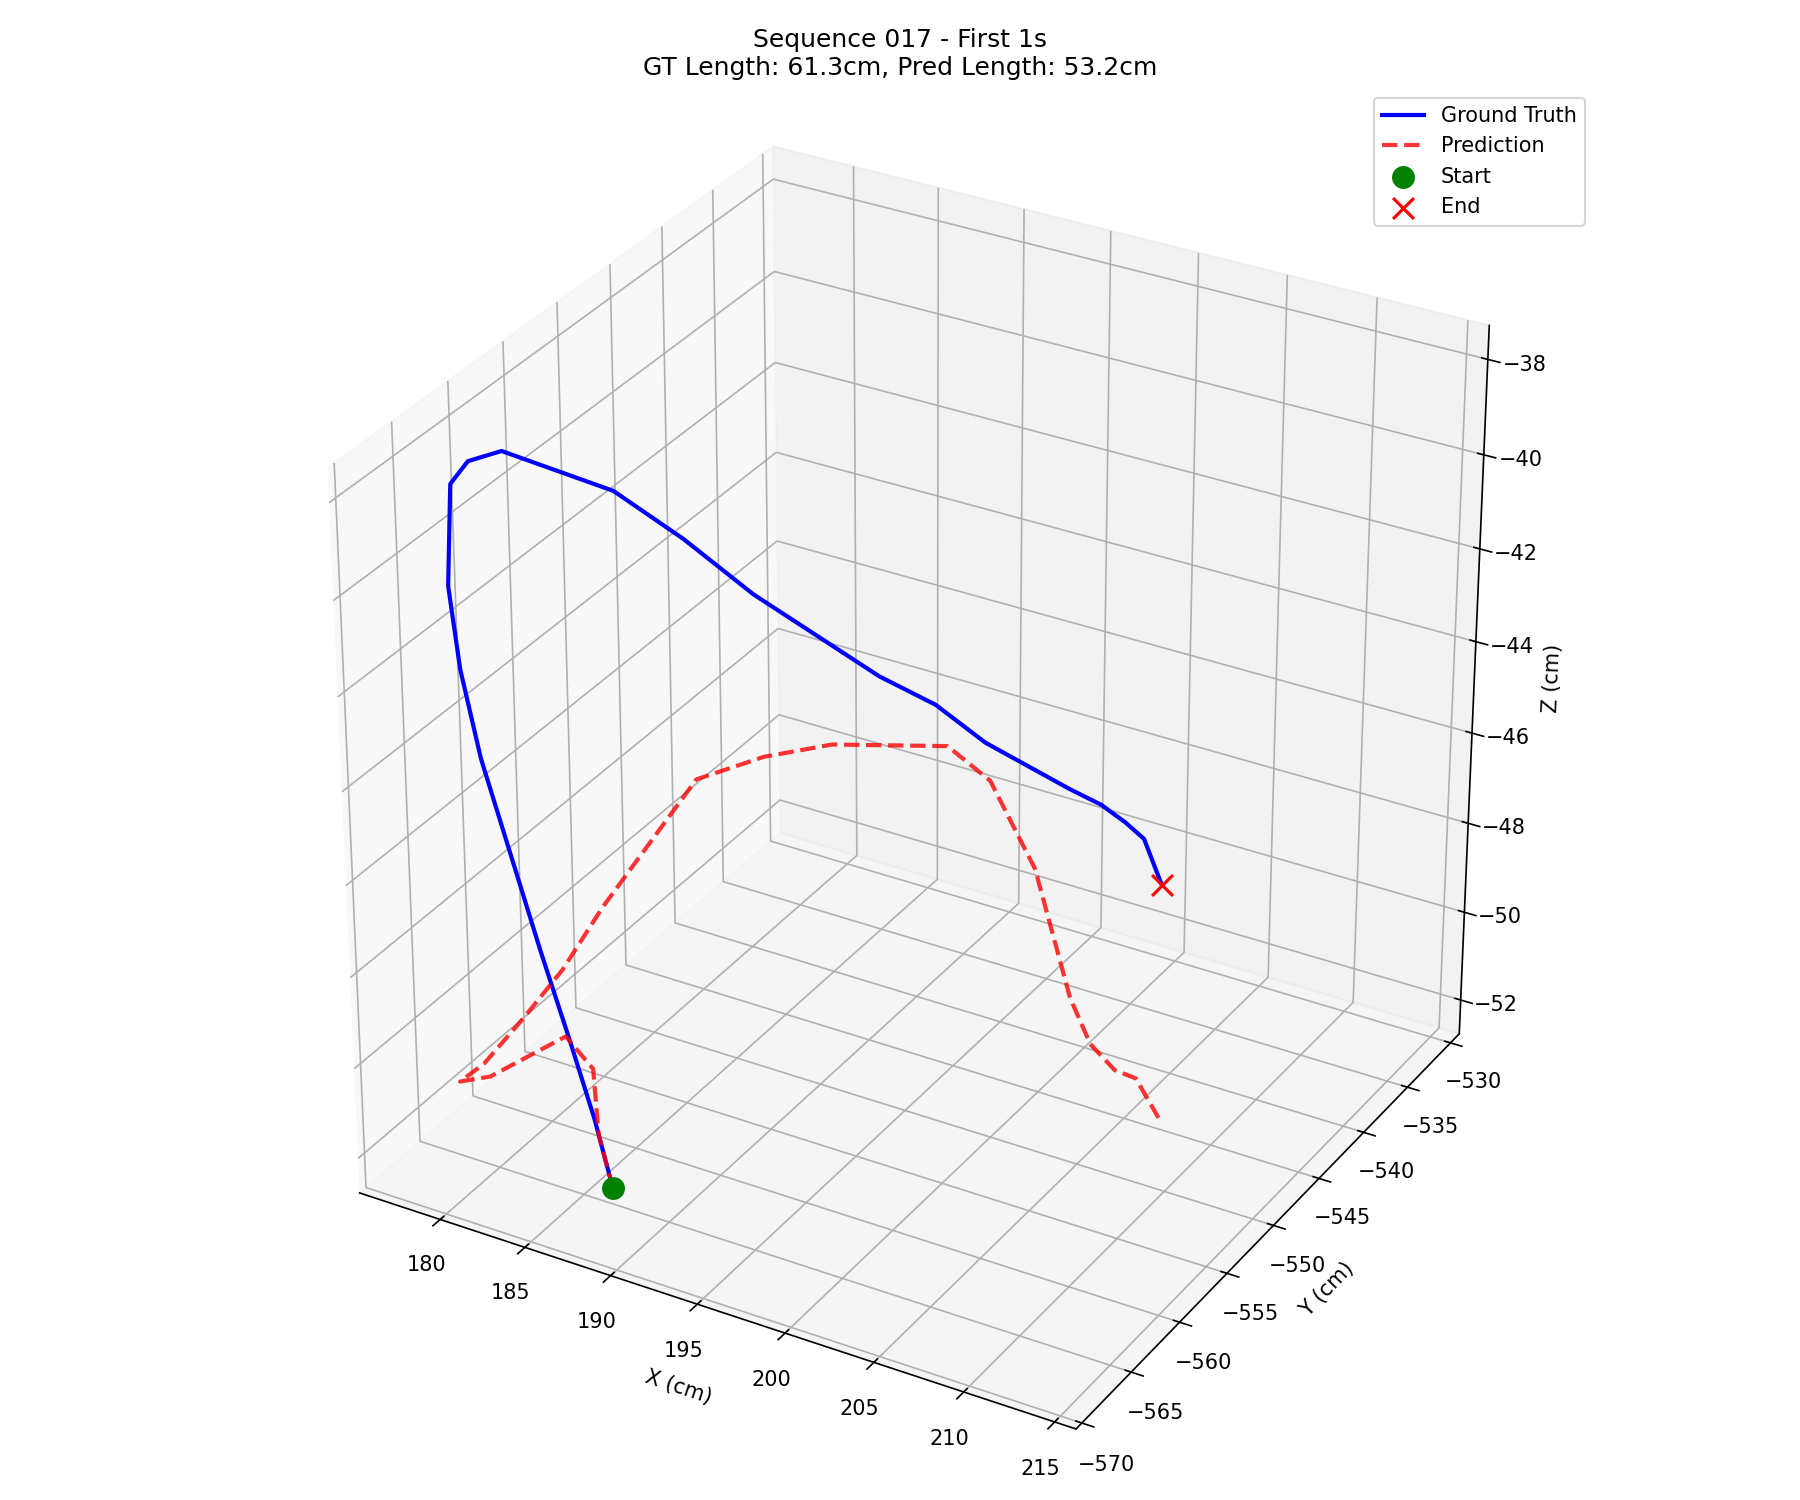 Sequence 017 - First 1s
GT Length: 61.3cm, Pred Length: 53.2cm
Ground Truth
Prediction
Start
End
−38
−40
−42
−44
−46
−48
−50
−52
Z (cm)
−530
−535
−540
−545
−550
−555
−560
−565
−570
Y (cm)
180
185
190
195
200
205
210
215
X (cm)